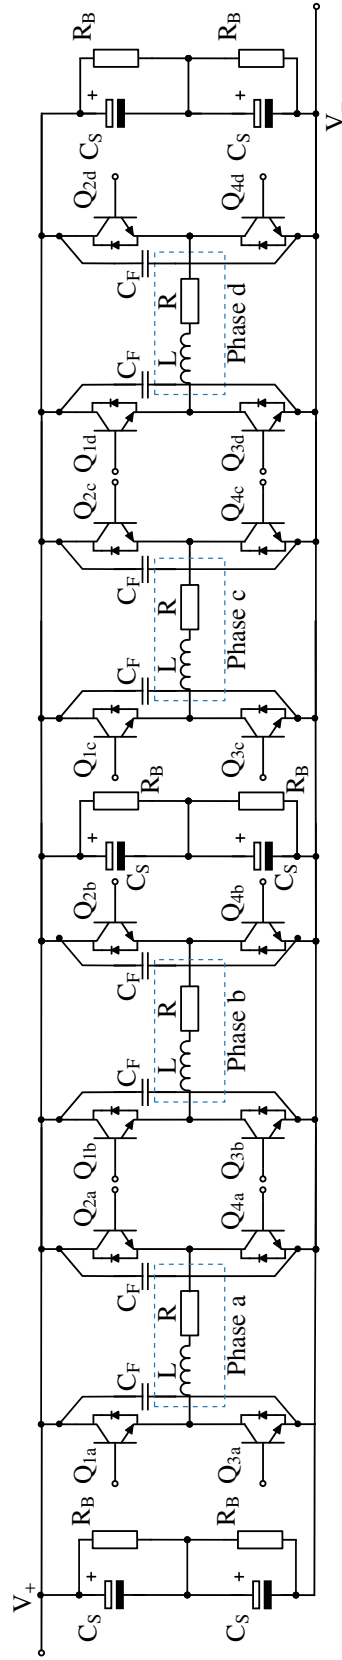 V+
CS
RB
Q1a
Q2a
Q1b
Q2b
Q1c
Q2c
Q1d
Q2d
CS
RB
CF
CF
CF
CF
CS
RB
CF
CF
CF
CF
L R
L R
L R
L R
CS
RB
Q3a
Phase a
Q4a
Q3b
Phase b
Q4b
Q3c
Phase c
Q4c
Q3d
Phase d
Q4d
CS
RB
CS
RB
V-
+
+
+
+
+
+